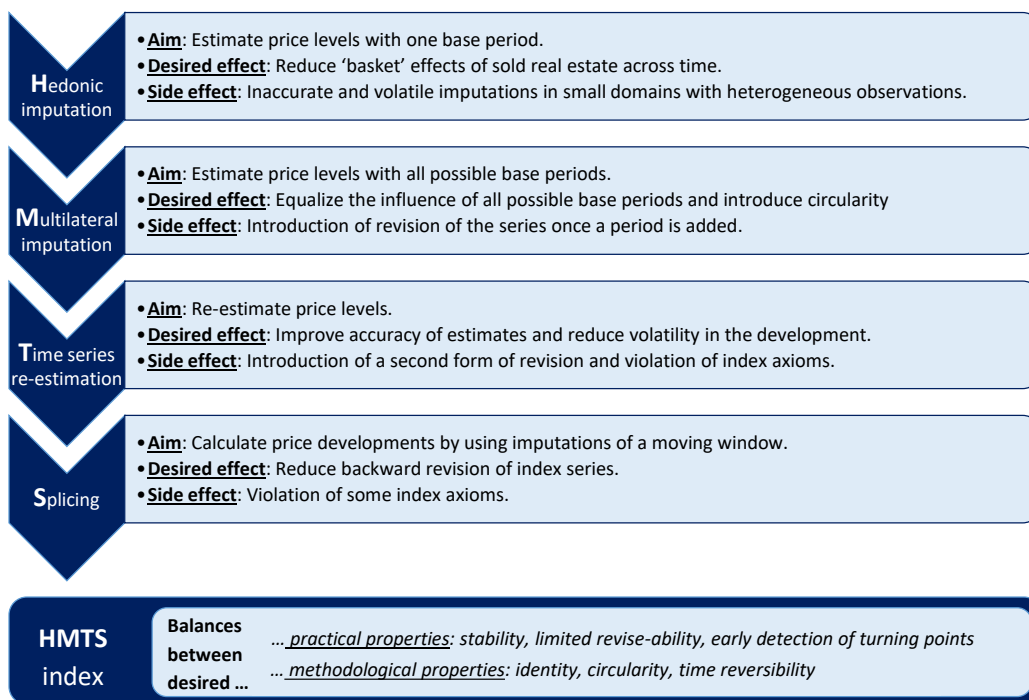 Hedonic
imputation
• Aim: Estimate price levels with one base period.
• Desired effect: Reduce ‘basket’ effects of sold real estate across time.
• Side effect: Inaccurate and volatile imputations in small domains with heterogeneous observations.
Multilateral
imputation
• Aim: Estimate price levels with all possible base periods.
• Desired effect: Equalize the influence of all possible base periods and introduce circularity
• Side effect: Introduction of revision of the series once a period is added.
Time series
re-estimation
• Aim: Re-estimate price levels.
• Desired effect: Improve accuracy of estimates and reduce volatility in the development.
• Side effect: Introduction of a second form of revision and violation of index axioms.
Splicing
• Aim: Calculate price developments by using imputations of a moving window.
• Desired effect: Reduce backward revision of index series.
• Side effect: Violation of some index axioms.
HMTS
index
Balances
between
desired ...
... practical properties: stability, limited revise-ability, early detection of turning points
... methodological properties: identity, circularity, time reversibility